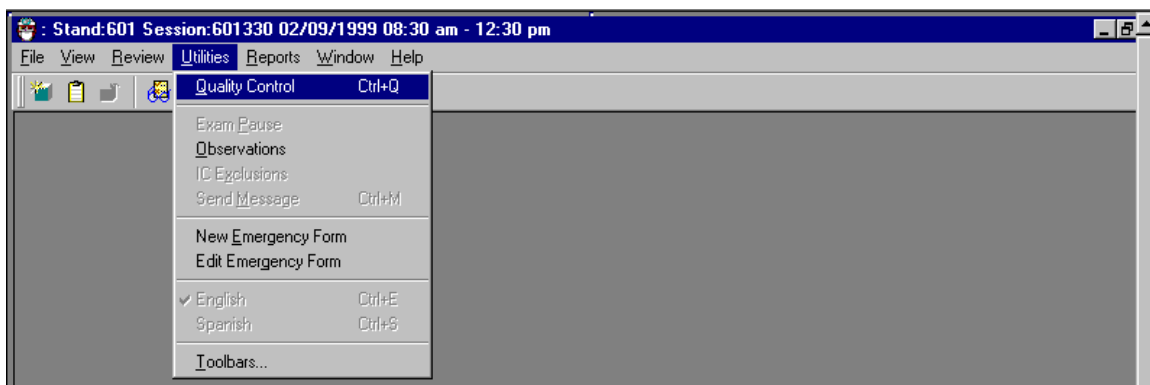 : Stand:601 Session:601330 02/09/1999 08:30 am - 12:30 pm
File View Review Utilities Reports Window Help
Quality Control Ctrl+Q
Exam Pause
Observations
IC Exclusions
Send Message Ctrl+M
New Emergency Form
Edit Emergency Form
English Ctrl+E
Spanish Ctrl+S
Toolbars...